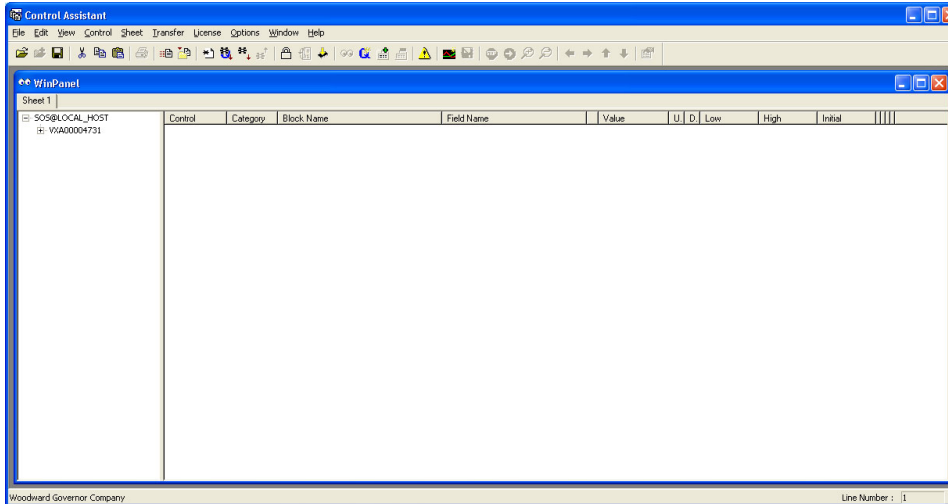 Control Assistant
File Edit View Control Sheet Transfer License Options Window Help
WinPanel
Sheet 1
SOS@LOCAL_HOST
VXA00004731
Control Category Block Name Field Name Value U. D. Low High Initial
Woodward Governor Company Line Number : 1